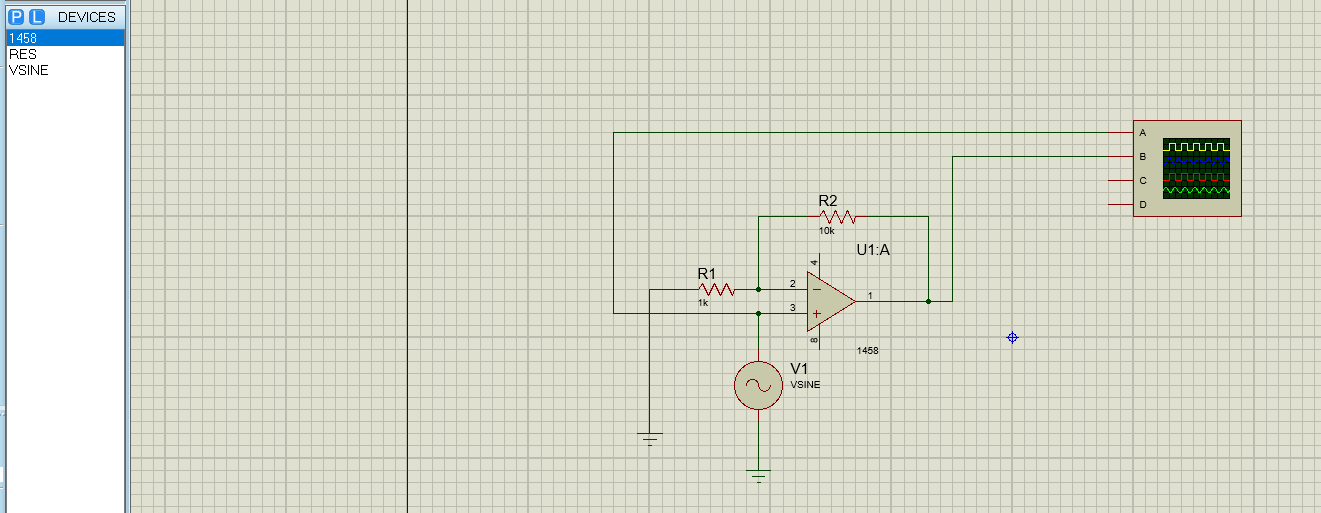 P L DEVICES
1458
RES
VSINE
A
B
C
D
R2
10k
U1:A
4
R1
1k
2
3
1
8
1458
V1
VSINE